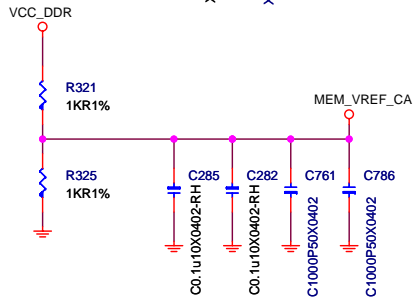 VCC_DDR
R321
1KR1%
MEM_VREF_CA
R325
1KR1%
C285
C0.1u10X0402-RH
C282
C0.1u10X0402-RH
C761
C1000P50X0402
C786
C1000P50X0402